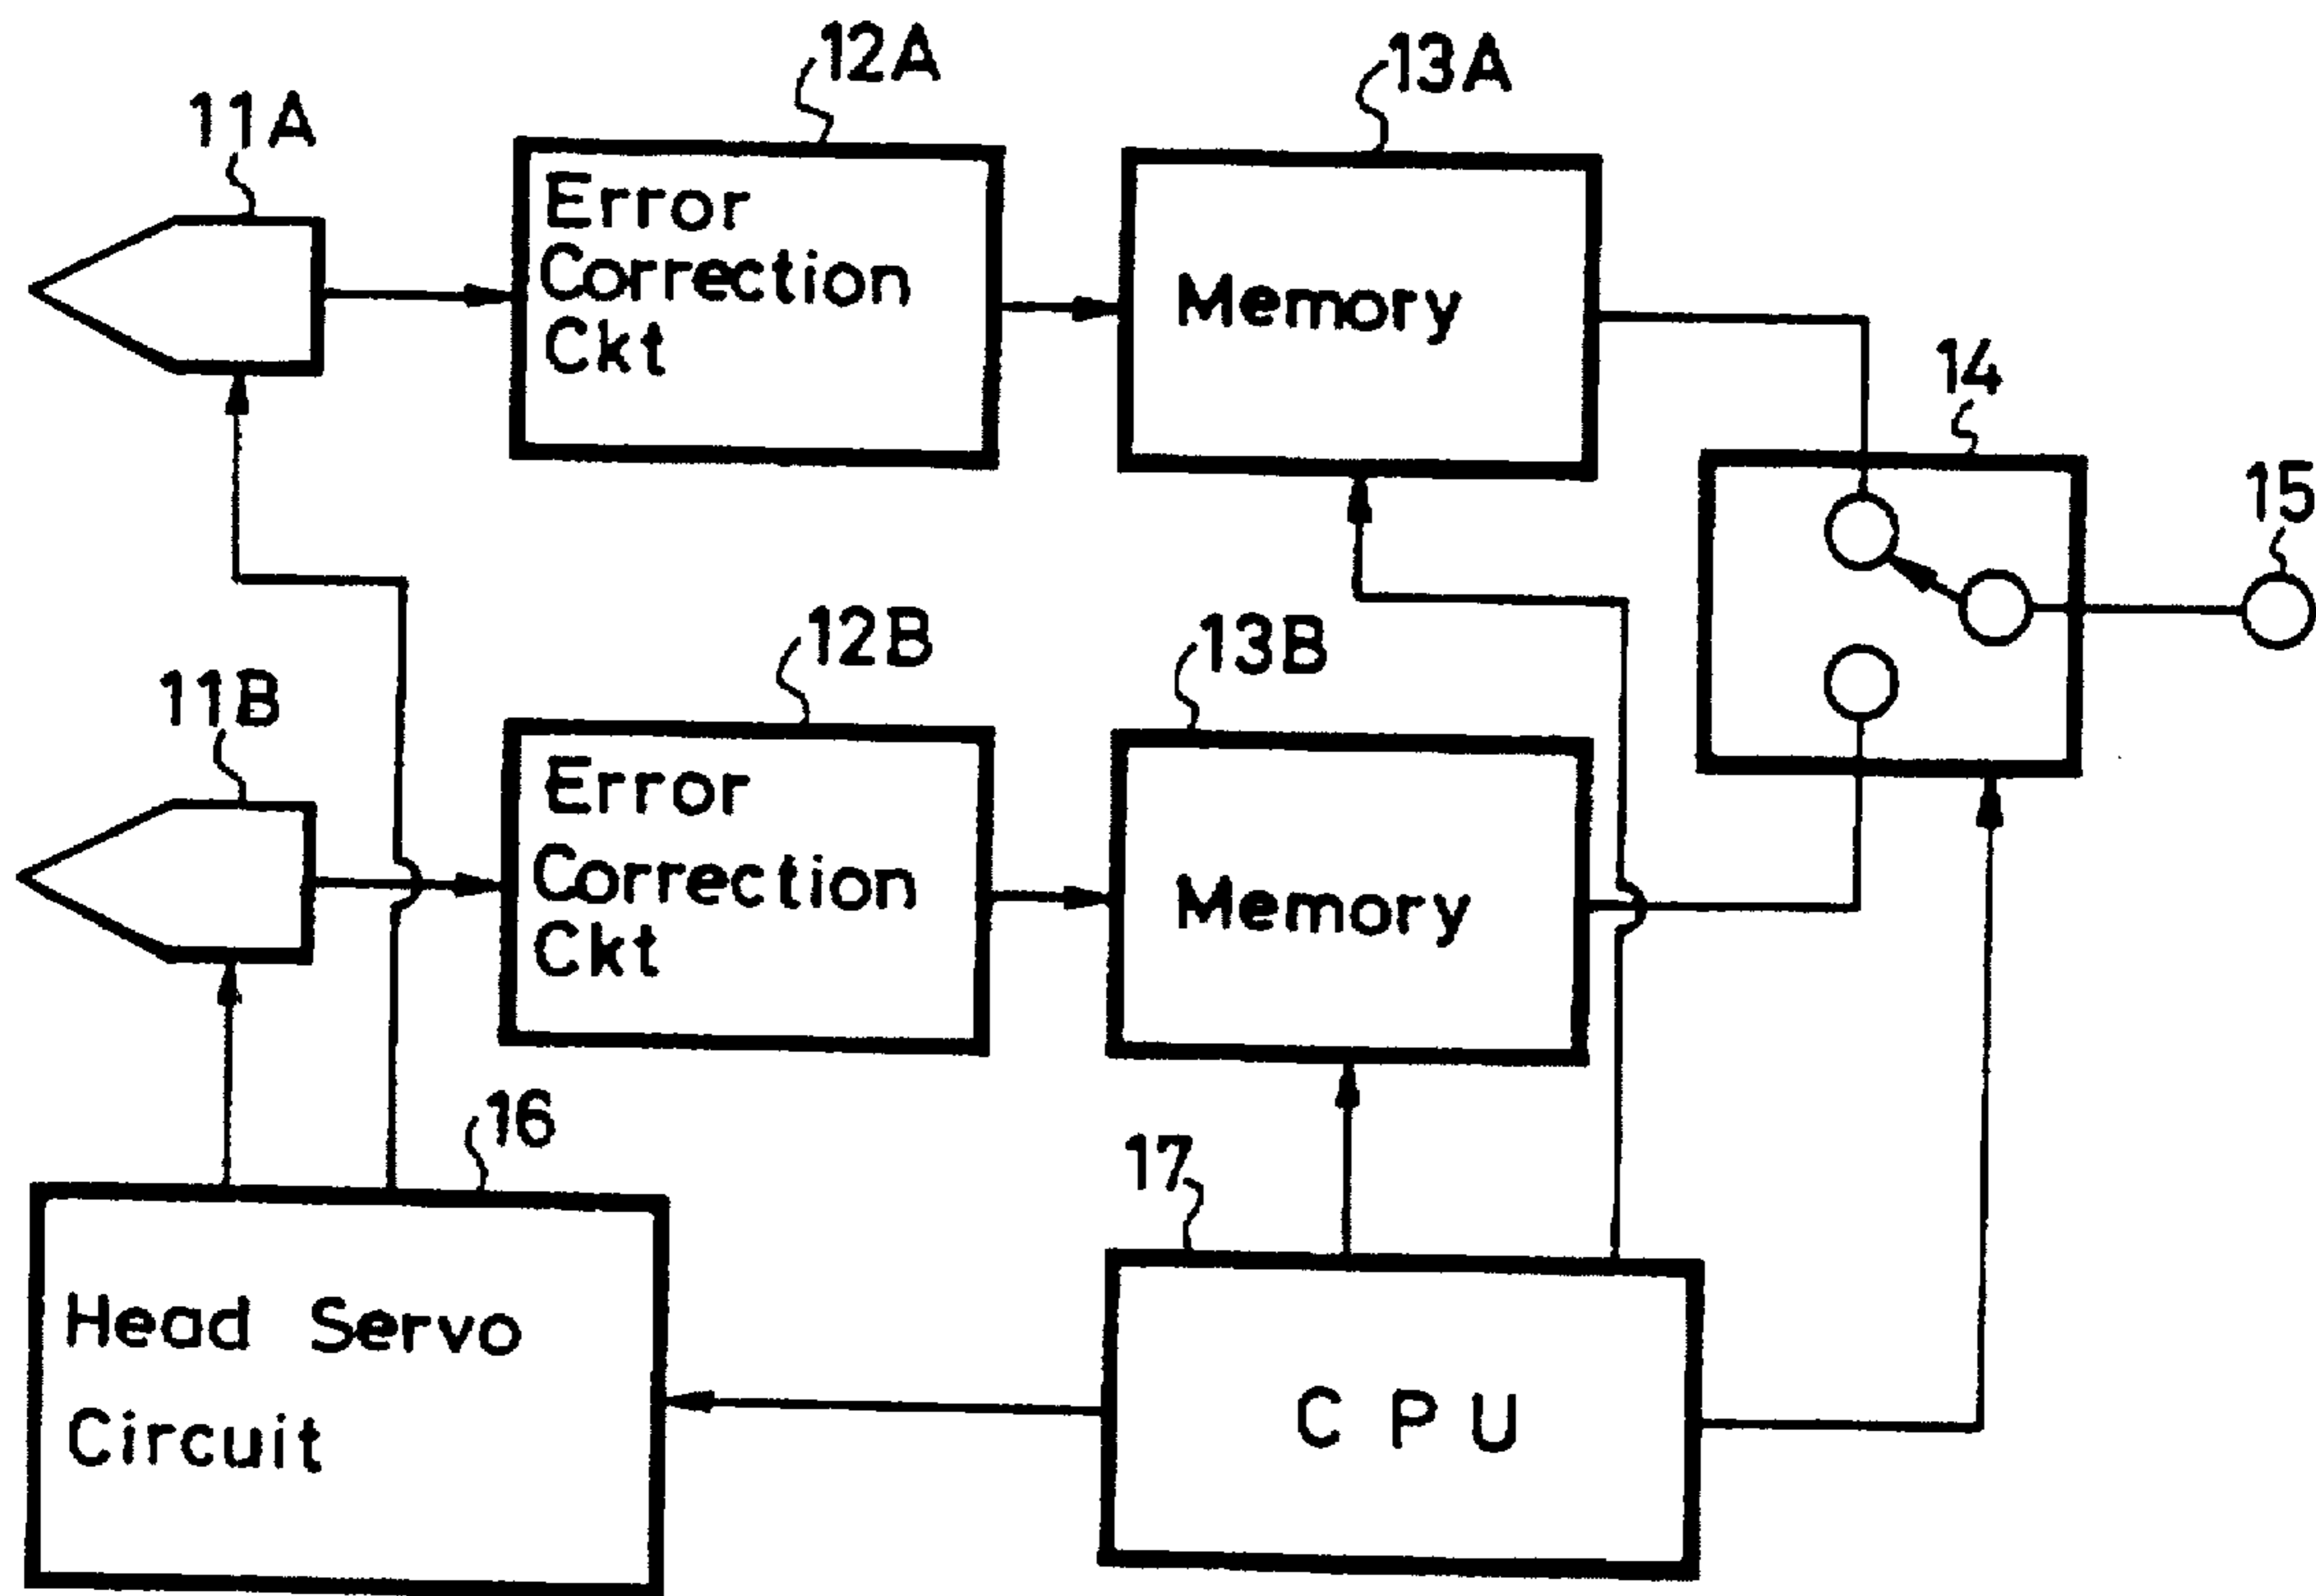 12A
13A
11A
Error
Correction
Ckt
Memory
14
15
12B
13B
11B
Error
Correction
Ckt
Memory
16
17
Head Servo
Circuit
CPU